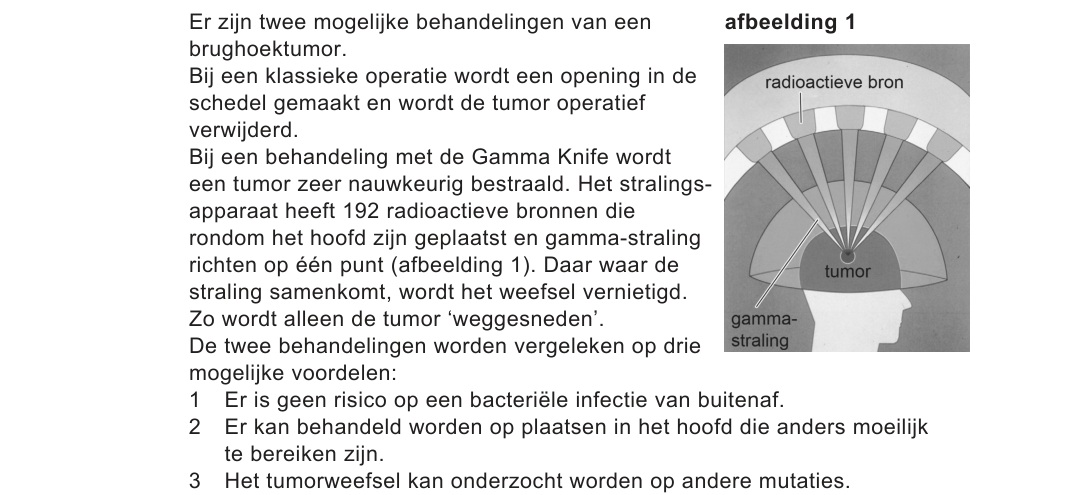 Er zijn twee mogelijke behandelingen van een
brughoektumor.
Bij een klassieke operatie wordt een opening in de
schedel gemaakt en wordt de tumor operatief
verwijderd.
Bij een behandeling met de Gamma Knife wordt
een tumor zeer nauwkeurig bestraald. Het stralings-
apparaat heeft 192 radioactieve bronnen die
rondom het hoofd zijn geplaatst en gamma-straling
richten op één punt (afbeelding 1). Daar waar de
straling samenkomt, wordt het weefsel vernietigd.
Zo wordt alleen de tumor ‘weggesneden’.
De twee behandelingen worden vergeleken op drie
mogelijke voordelen:
1 Er is geen risico op een bacteriële infectie van buitenaf.
2 Er kan behandeld worden op plaatsen in het hoofd die anders moeilijk
te bereiken zijn.
3 Het tumorweefsel kan onderzocht worden op andere mutaties.
afbeelding 1
radioactieve bron
tumor
gamma-
straling